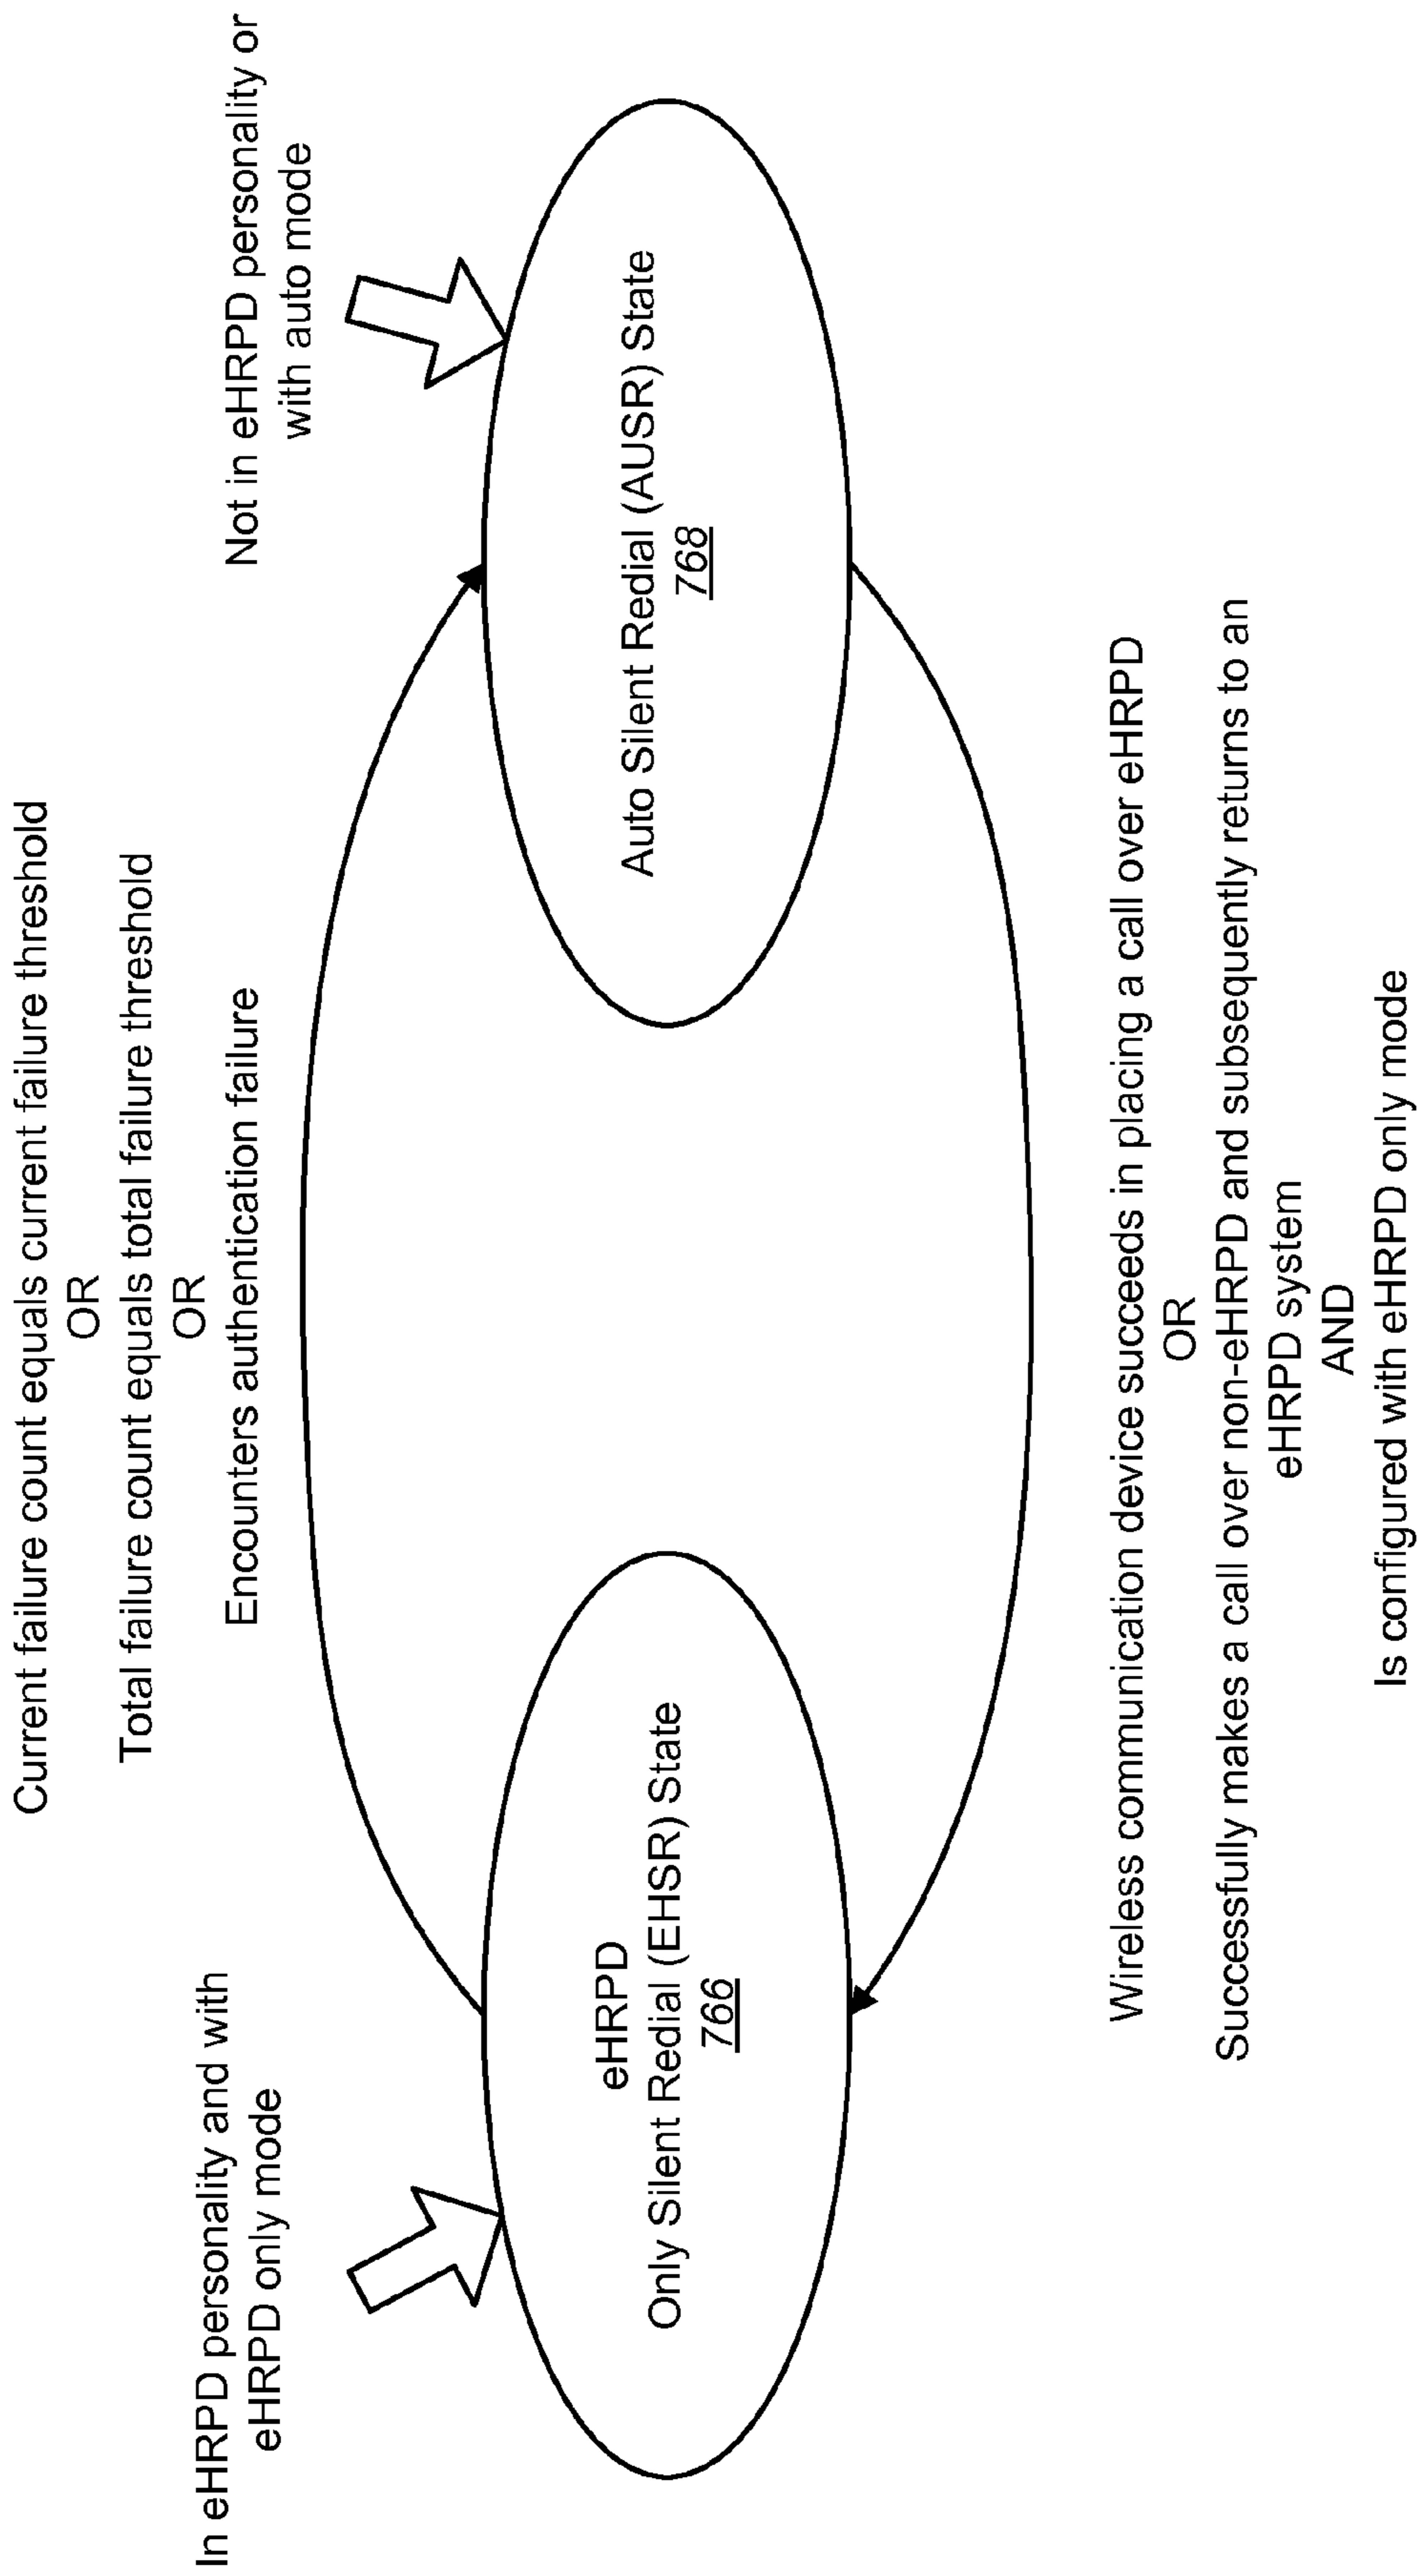 Current failure count equals current failure threshold
OR
Total failure count equals total failure threshold
OR
Encounters authentication failure
In eHRPD personality and with
eHRPD only mode
Not in eHRPD personality or
with auto mode
eHRPD
Only Silent Redial (EHSR) State
766
Auto Silent Redial (AUSR) State
768
Wireless communication device succeeds in placing a call over eHRPD
OR
Successfully makes a call over non-eHRPD and subsequently returns to an
eHRPD system
AND
Is configured with eHRPD only mode